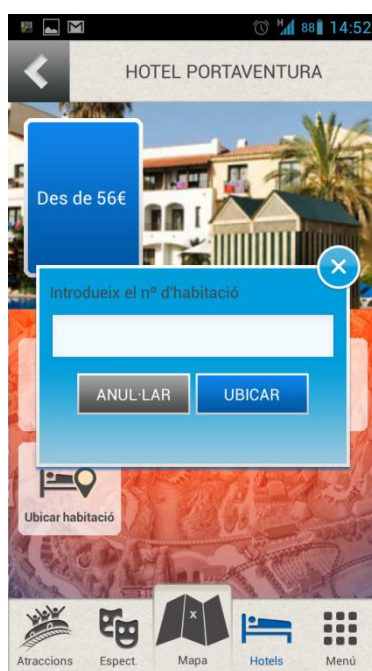 H 88 14:52
HOTEL PORTAVENTURA
Des de 56€
Introdueix el nº d'habitació
ANUL·LAR UBICAR
Ubicar habitació
x
Atraccions Espect. Mapa Hotels Menú